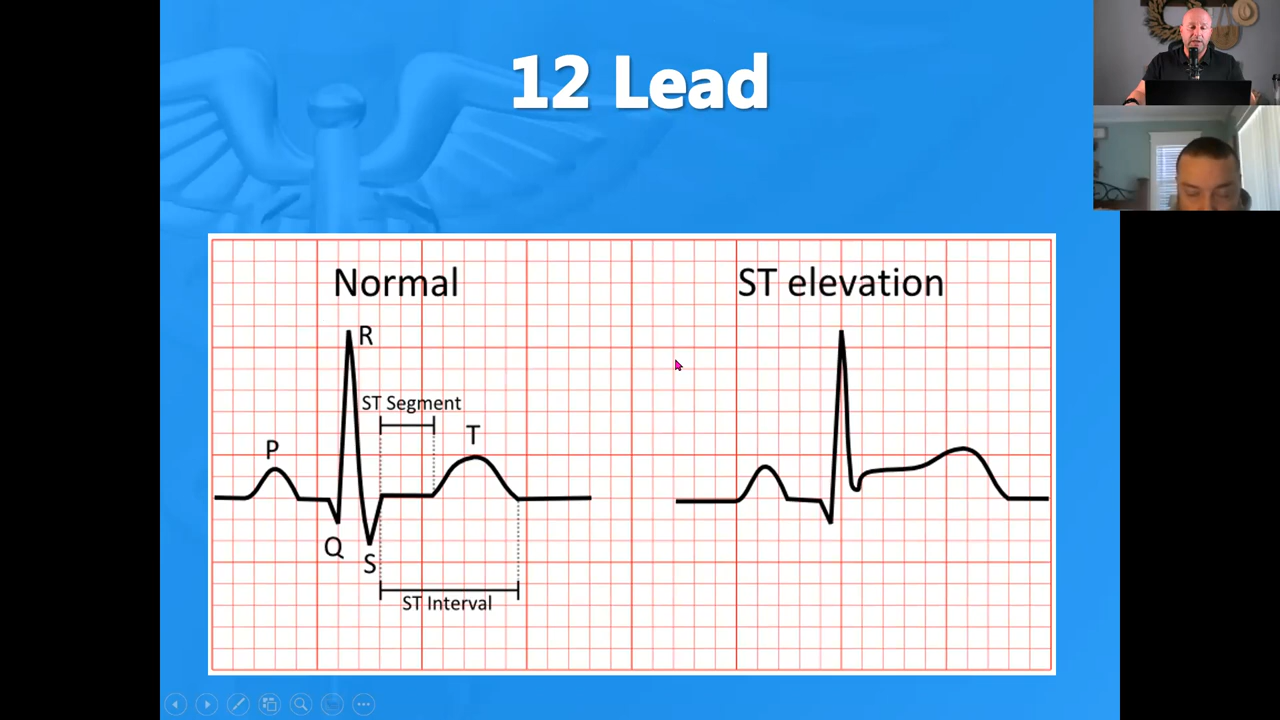 12 Lead
Normal
ST elevation
R
ST Segment
P
T
Q
S
ST Interval